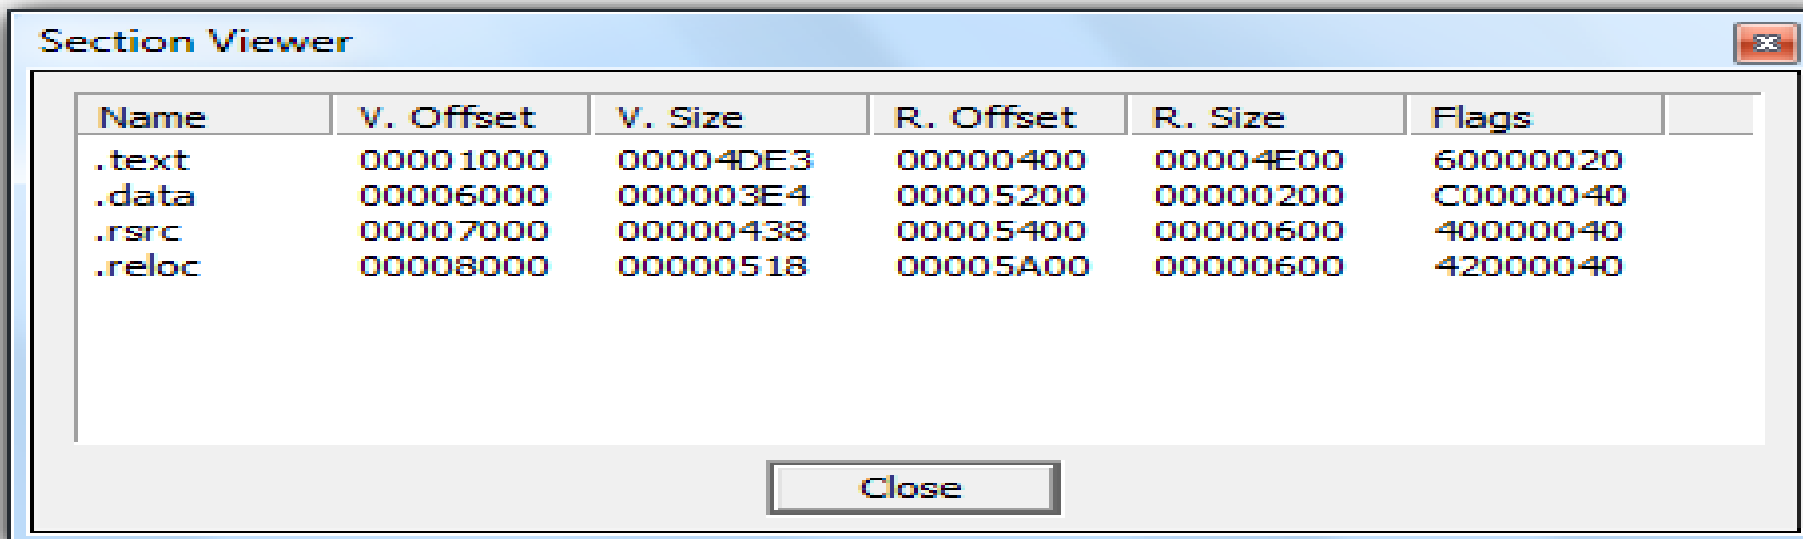 Section Viewer
Name V. Offset V. Size R. Offset R. Size Flags
.text 00001000 00004DE3 00000400 00004E00 60000020
.data 00006000 000003E4 00005200 00000200 C0000040
.rsrc 00007000 00000438 00005400 00000600 40000040
.reloc 00008000 00000518 00005A00 00000600 42000040
Close